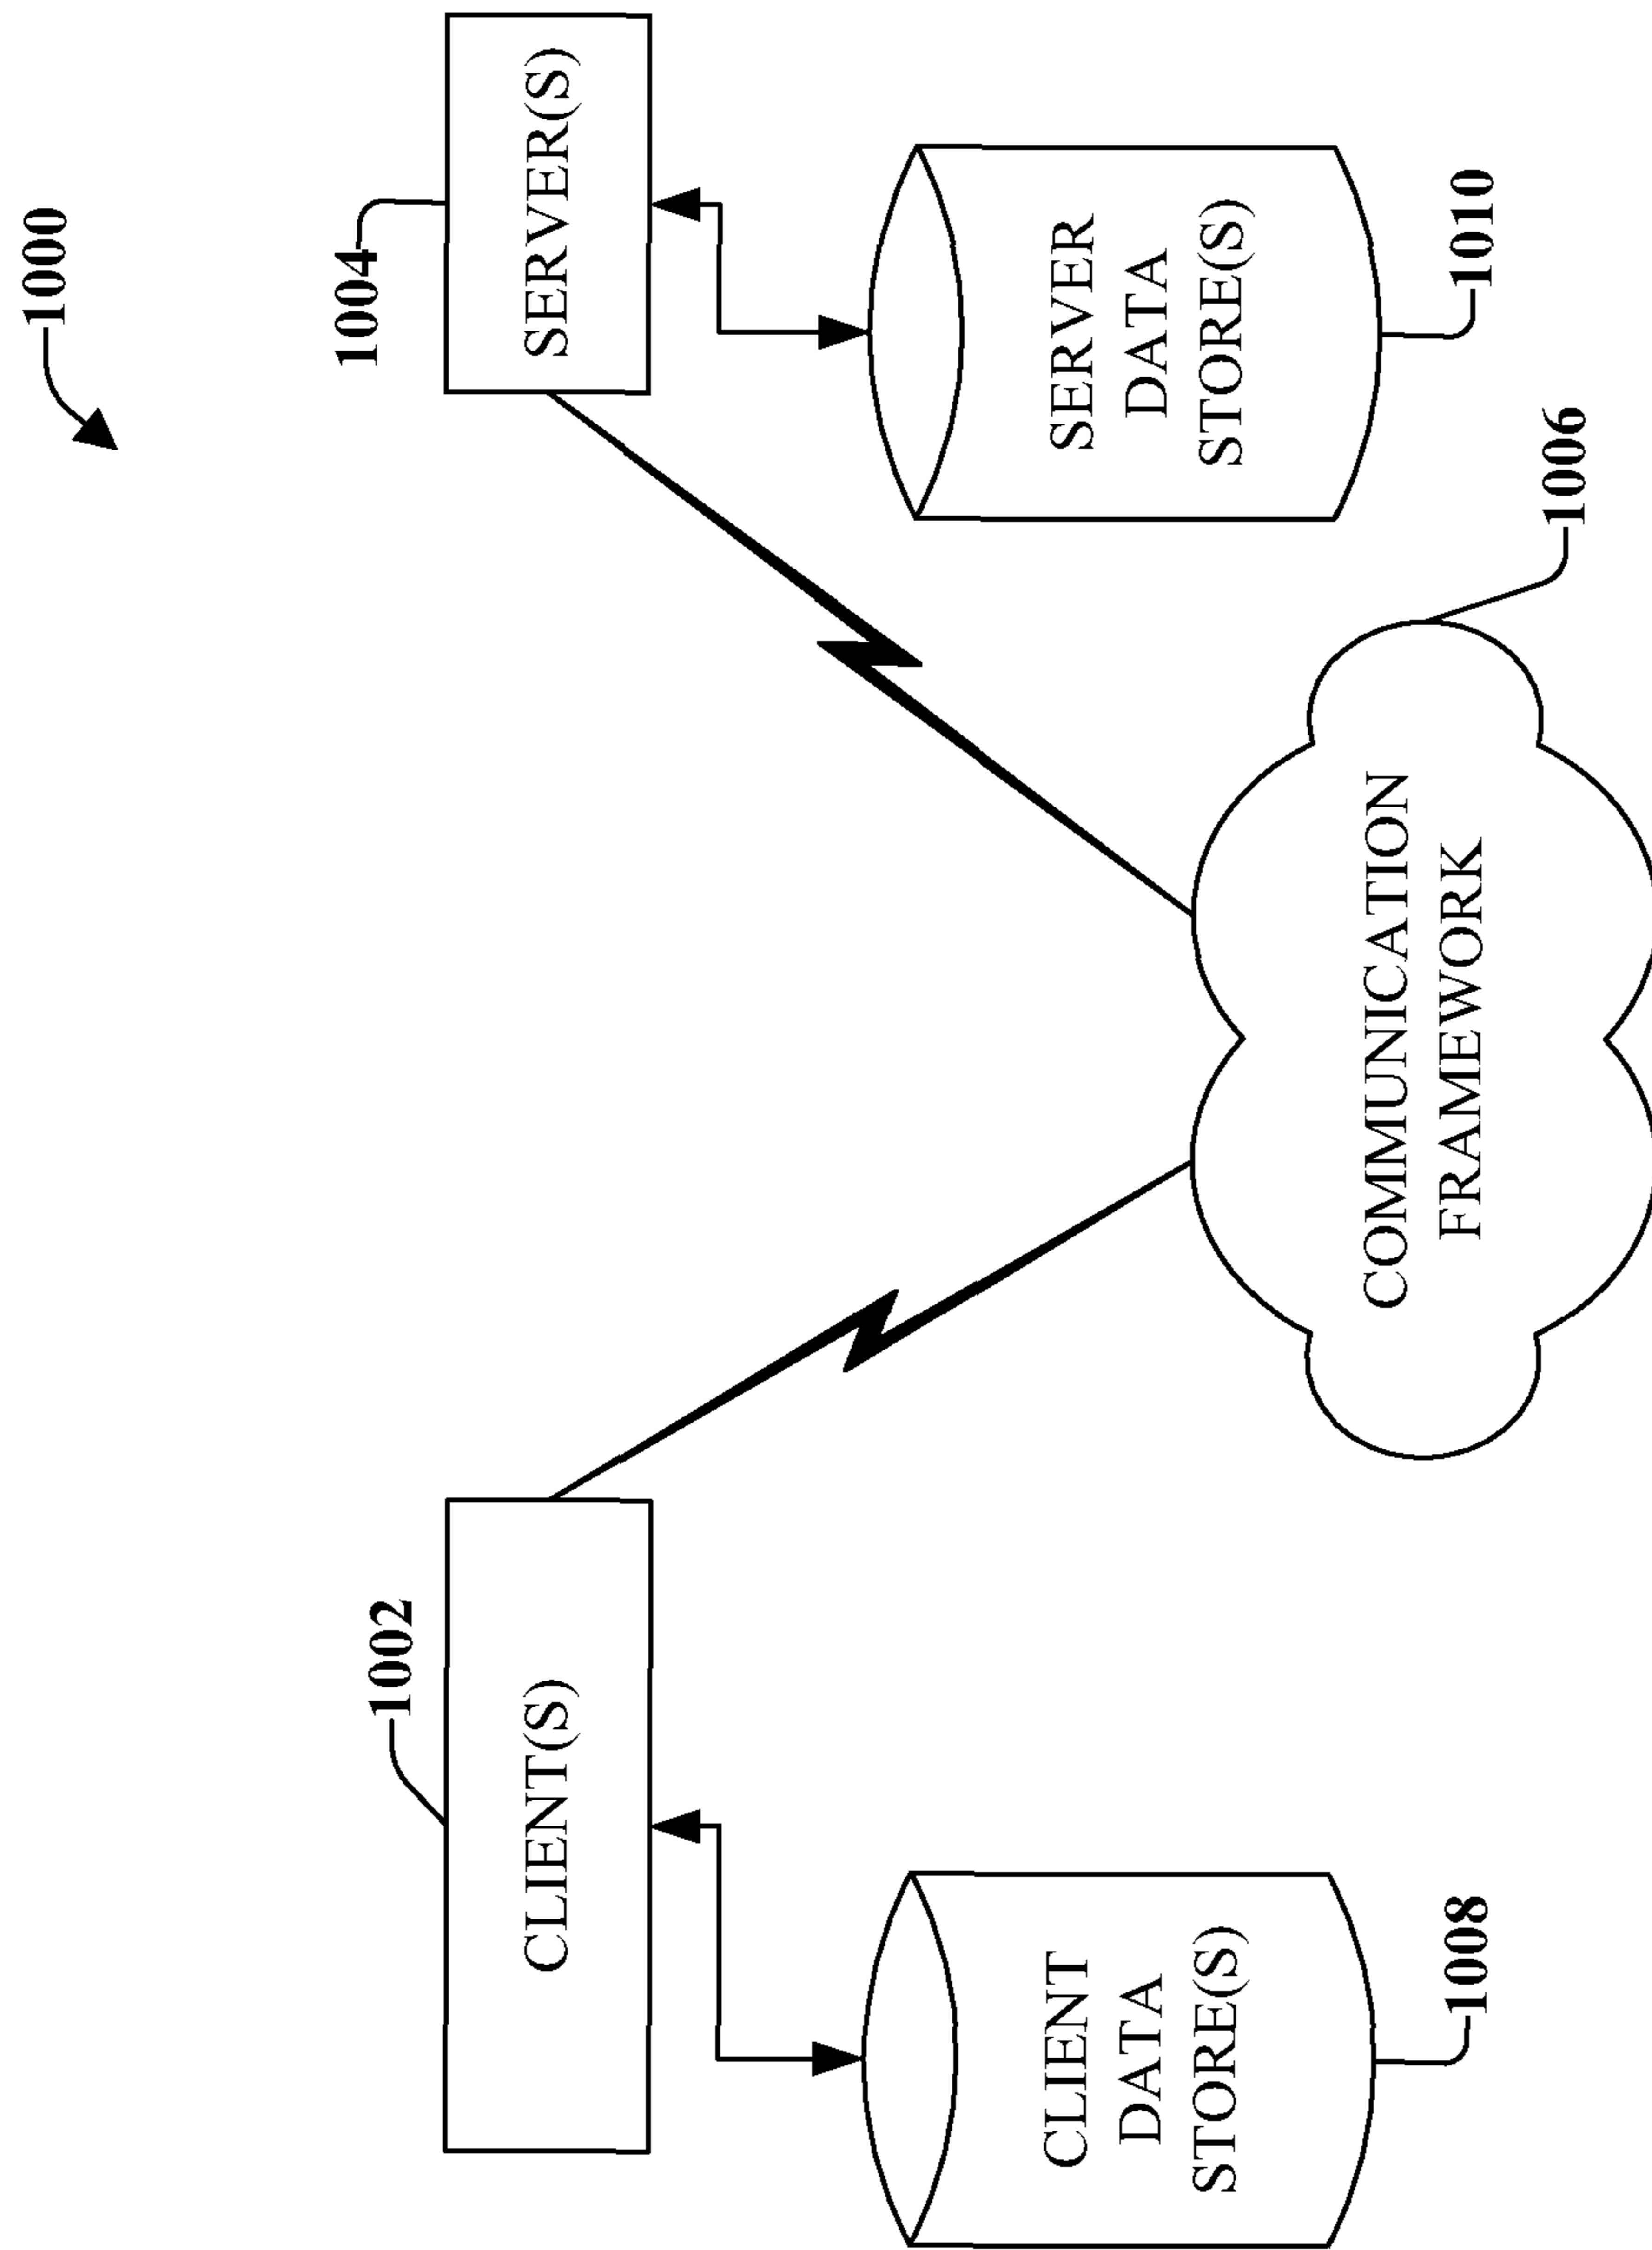 1000
1002
1004
CLIENT(S)
SERVER(S)
CLIENT
DATA
STORE(S)
SERVER
DATA
STORE(S)
COMMUNICATION
FRAMEWORK
1008
1010
1006